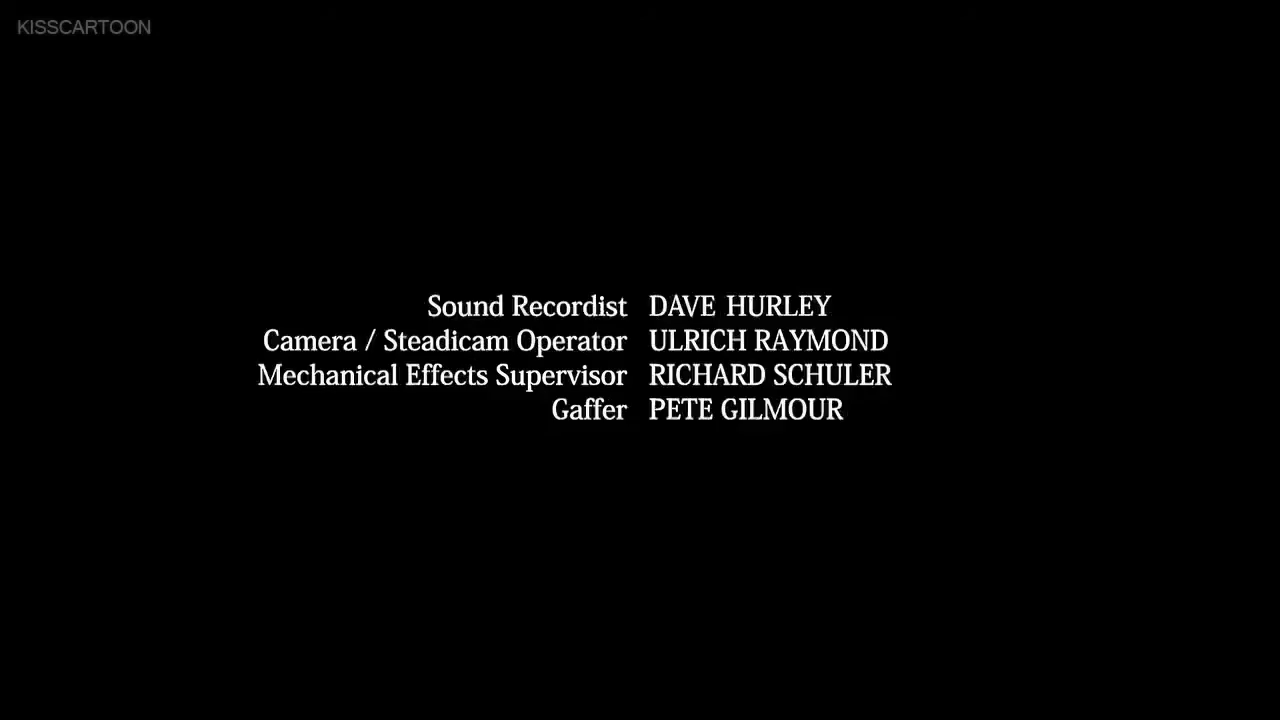 KISSCARTOON
Sound Recordist DAVE HURLEY
Camera / Steadicam Operator ULRICH RAYMOND
Mechanical Effects Supervisor RICHARD SCHULER
Gaffer PETE GILMOUR